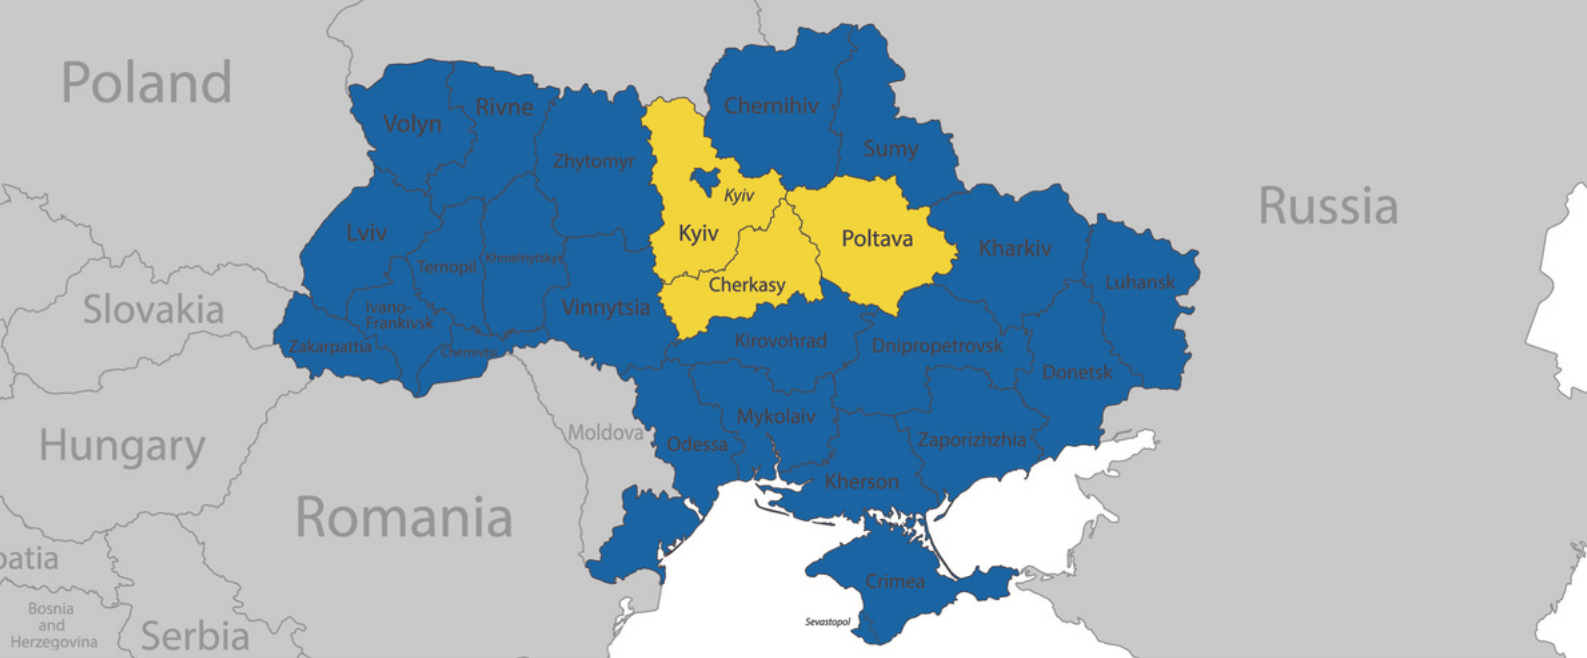 Poland
Volyn
Rivne
Zhytomyr
Chernihiv
Sumy
Kyiv
Kyiv
Russia
Lviv
Ternopil
Khmelnytskyi
Poltava
Kharkiv
Luhansk
Slovakia
Ivano-
Frankivsk
Vinnytsia
Cherkasy
Zakarpattia
Chernivtsi
Kirovohrad
Dnipropetrovsk
Donetsk
Hungary
Moldova
Odessa
Mykolaiv
Zaporizhzhia
Kherson
Romania
patia
Crimea
Bosnia
and
Herzegovina
Serbia
Sevastopol